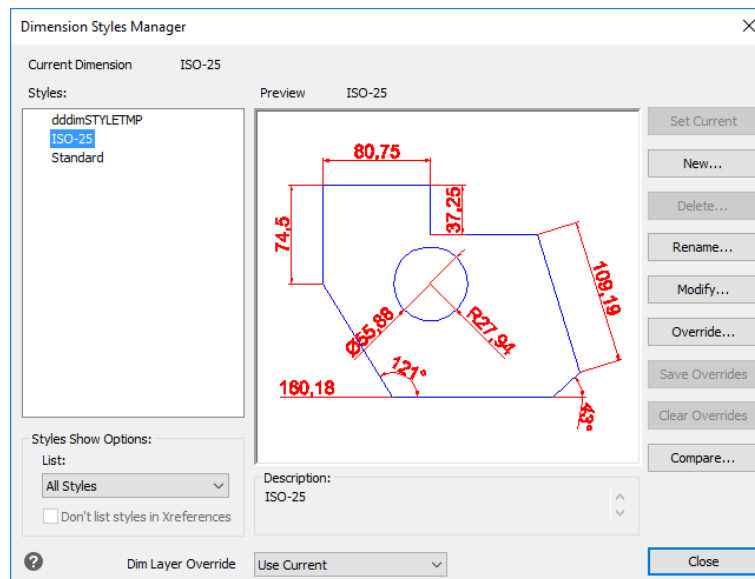 Dimension Styles Manager
Current Dimension ISO-25
Styles:
dddimSTYLETMP
ISO-25
Standard
Styles Show Options:
List:
All Styles
Don't list styles in Xreferences
Preview ISO-25
80,75
74,5
37,25
109,19
Ø55,88
R27,94
121°
160,18
43°
Description:
ISO-25
Set Current
New...
Delete...
Rename...
Modify...
Override...
Save Overrides
Clear Overrides
Compare...
Dim Layer Override Use Current
Close